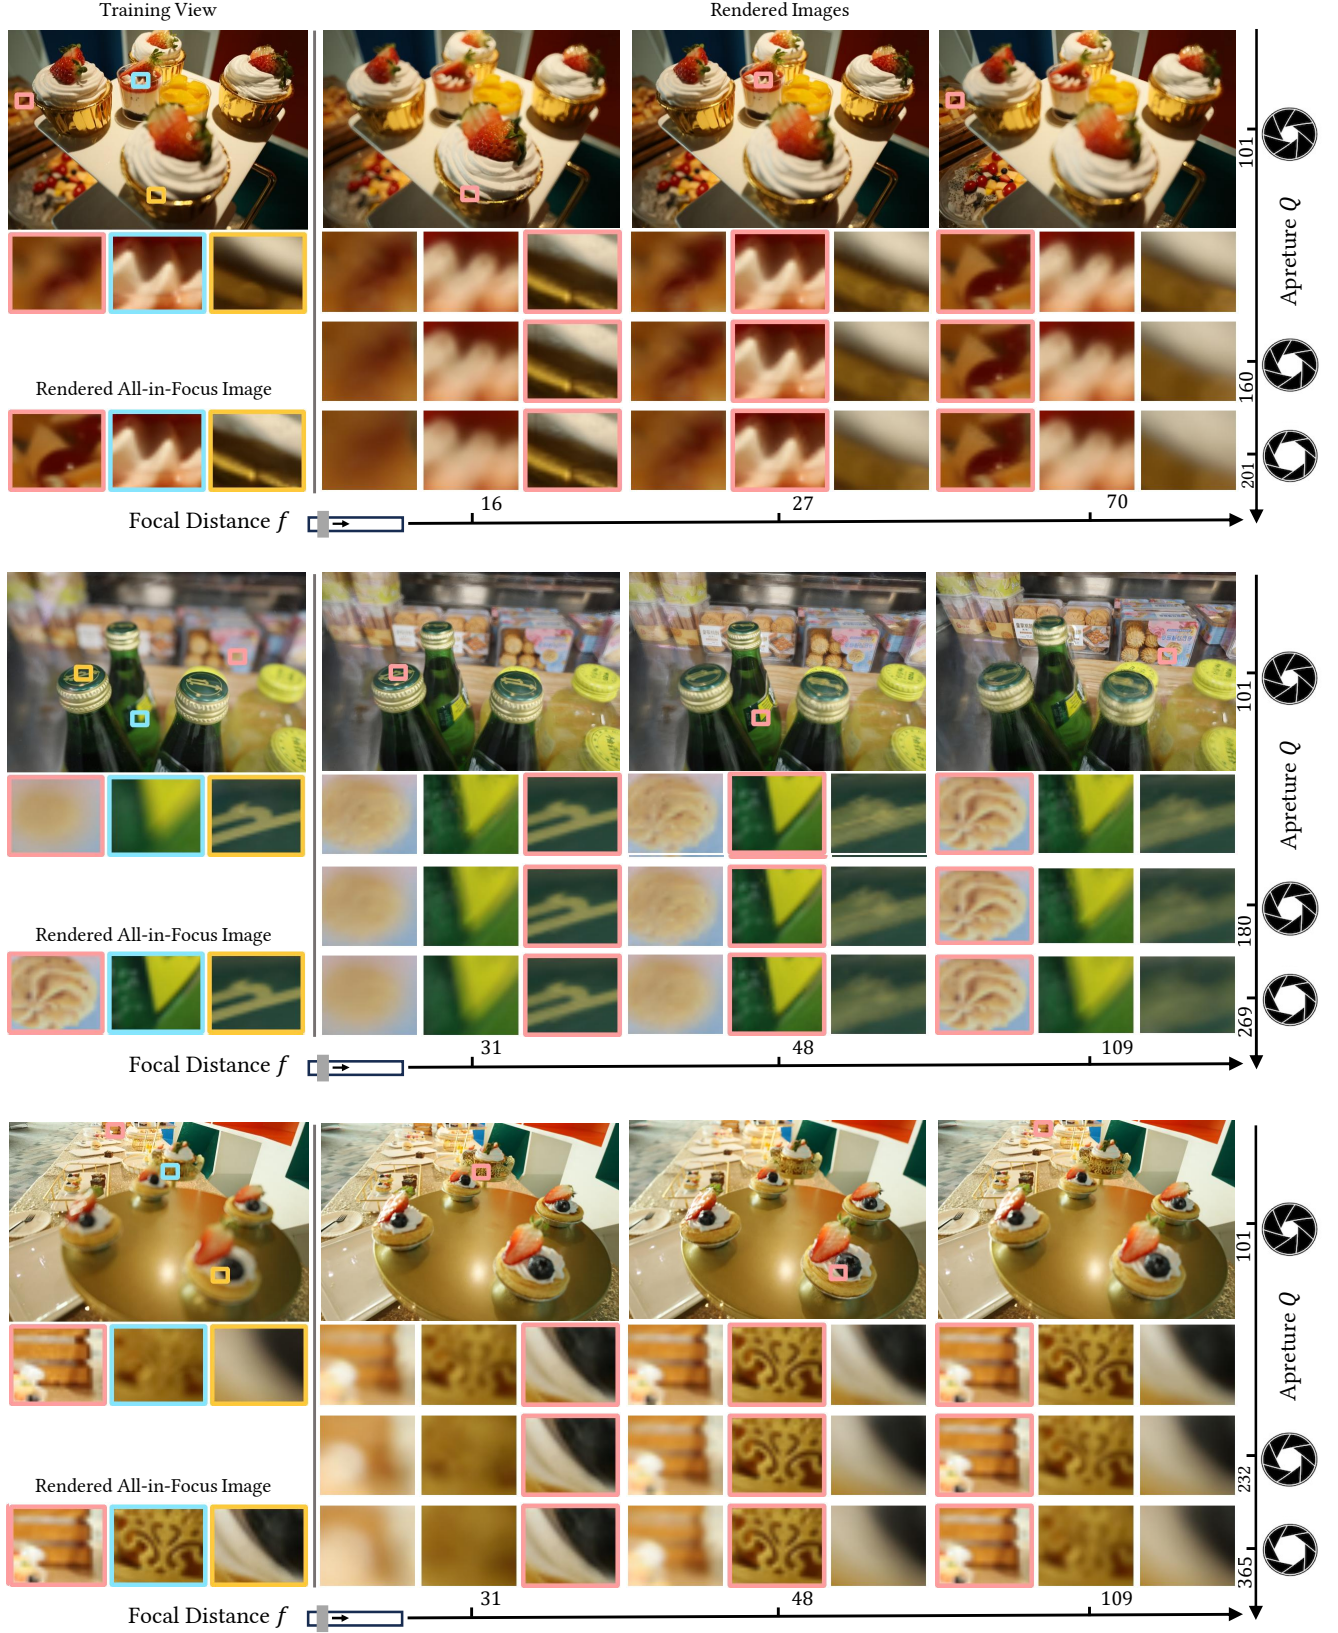 Training View
Rendered Images
101
Apreture Q
Rendered All-in-Focus Image
160
201
16
27
70
Focal Distance f
101
Apreture Q
180
Rendered All-in-Focus Image
269
31
48
109
Focal Distance f
101
Apreture Q
232
Rendered All-in-Focus Image
365
31
48
109
Focal Distance f